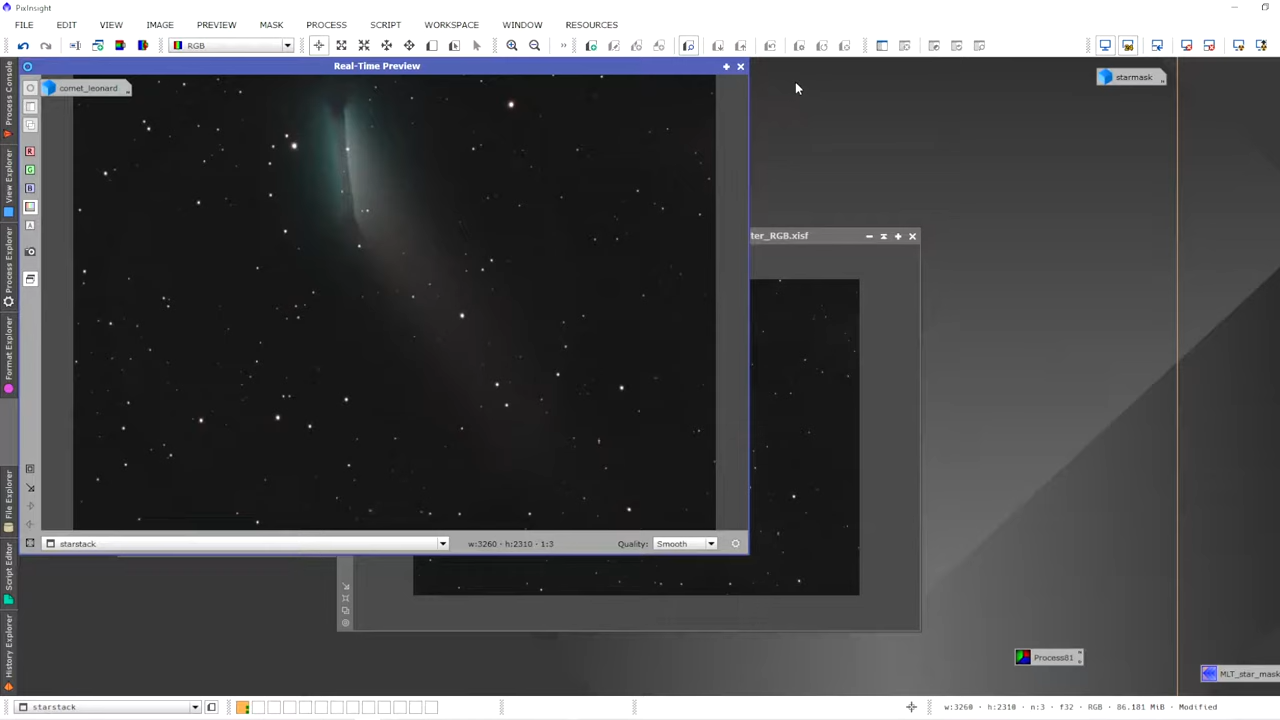 PixInsight
FILE EDIT VIEW IMAGE PREVIEW MASK PROCESS SCRIPT WORKSPACE WINDOW RESOURCES
RGB
Real-Time Preview
comet_leonard
starmask
Process Console
View Explorer
Process Explorer
Format Explorer
File Explorer
Script Editor
History Explorer
R
G
B
A
ter_RGB.xisf
starstack
w:3260 · h:2310 · 1:3
Quality: Smooth
Process81
MLT_star_mask
starstack
w:3260 · h:2310 · n:3 · f32 · RGB · 86.181 MiB · Modified